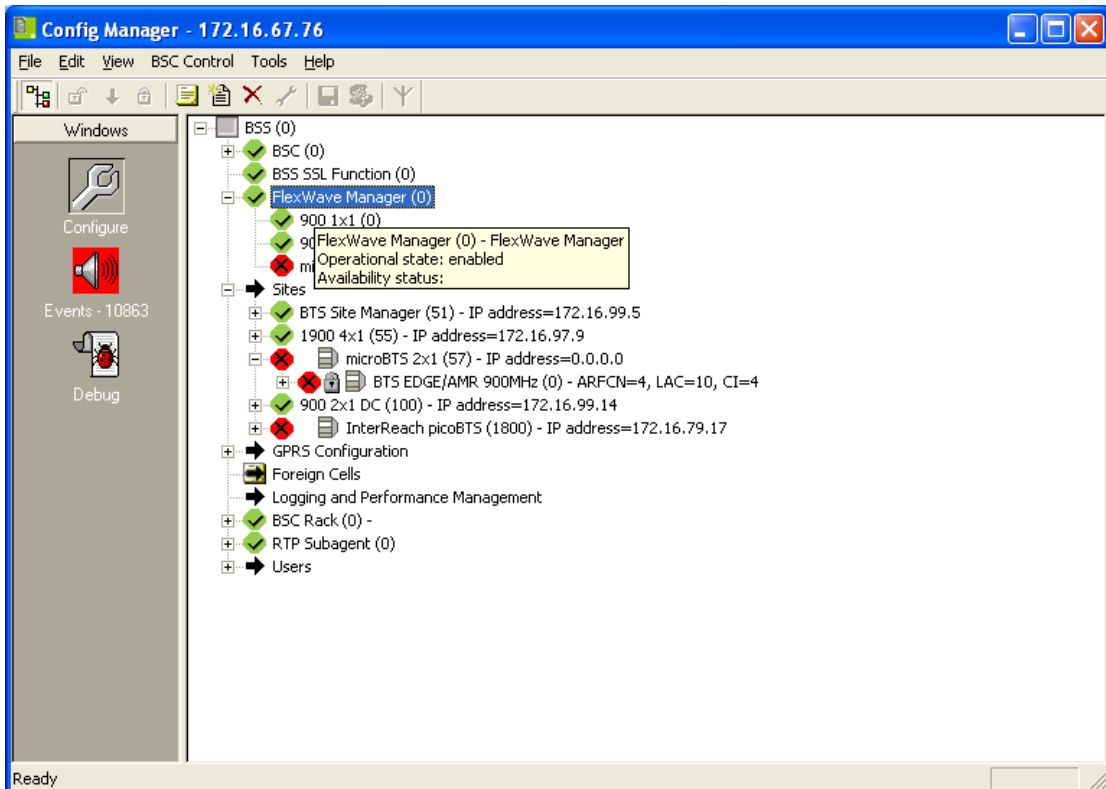 Config Manager - 172.16.67.76
File Edit View BSC Control Tools Help
Windows
Configure
Events - 10863
Debug
BSS (0)
BSC (0)
BSS SSL Function (0)
FlexWave Manager (0)
900 1x1 (0)
90
mi
FlexWave Manager (0) - FlexWave Manager
Operational state: enabled
Availability status:
Sites
BTS Site Manager (51) - IP address=172.16.99.5
1900 4x1 (55) - IP address=172.16.97.9
microBTS 2x1 (57) - IP address=0.0.0.0
BTS EDGE/AMR 900MHz (0) - ARFCN=4, LAC=10, CI=4
900 2x1 DC (100) - IP address=172.16.99.14
InterReach picoBTS (1800) - IP address=172.16.79.17
GPRS Configuration
Foreign Cells
Logging and Performance Management
BSC Rack (0) -
RTP Subagent (0)
Users
Ready